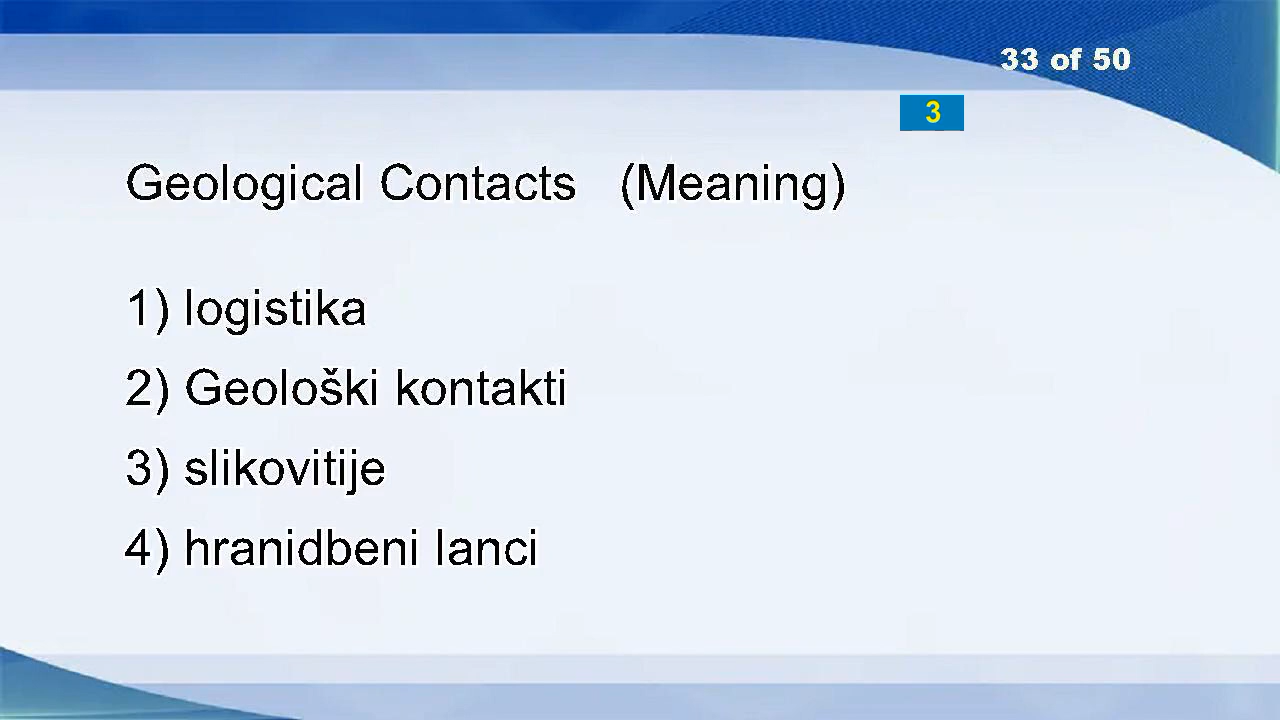 33 of 50
3
Geological Contacts (Meaning)
1) logistika
2) Geološki kontakti
3) slikovitije
4) hranidbeni lanci